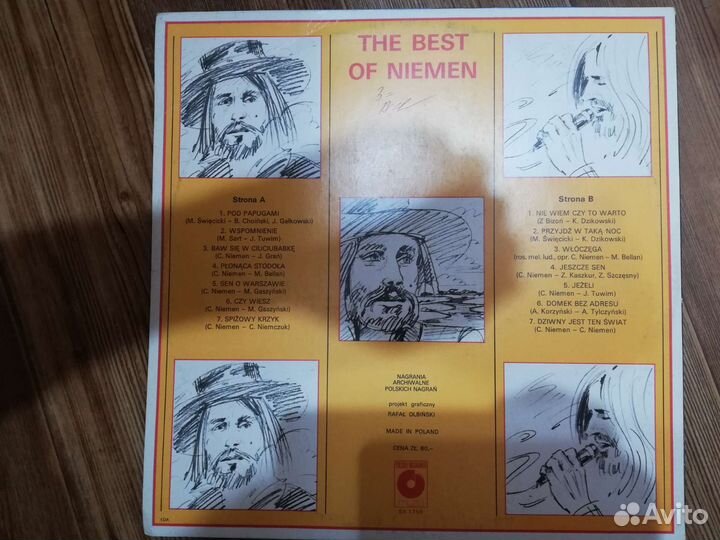 THE BEST
OF NIEMEN
Strona A
1. POD PAPUGAMI
(M. Święcicki – B. Choiński, J. Gałkowski)
2. WSPOMNIENIE
(M. Sart – J. Tuwim)
3. BAW SIĘ W CIUCIUBABKĘ
(C. Niemen – J. Grań)
4. PŁONĄCA STODOŁA
(C. Niemen – M. Bellan)
5. SEN O WARSZAWIE
(C. Niemen – M. Gaszyński)
6. CZY WIESZ
(C. Niemen – M. Gaszyński)
7. SPIŻOWY KRZYK
(C. Niemen – C. Niemczuk)
NAGRANIA
ARCHIWALNE
POLSKICH NAGRAŃ
projekt graficzny
RAFAŁ OLBIŃSKI
MADE IN POLAND
CENA ZŁ. 80,–
Strona B
1. NIE WIEM CZY TO WARTO
(Z Bizoń – K. Dzikowski)
2. PRZYJDŹ W TAKĄ NOC
(M. Święcicki – K. Dzikowski)
3. WŁÓCZĘGA
(ros. mel. lud., opr. C. Niemen – M. Bellan)
4. JESZCZE SEN
(C. Niemen – Z. Kaszkur, Z. Szczęsny)
5. JEŻELI
(C. Niemen – J. Tuwim)
6. DOMEK BEZ ADRESU
(A. Korzyński – A. Tylczyński)
7. DZIWNY JEST TEN ŚWIAT
(C. Niemen – C. Niemen)
Avito